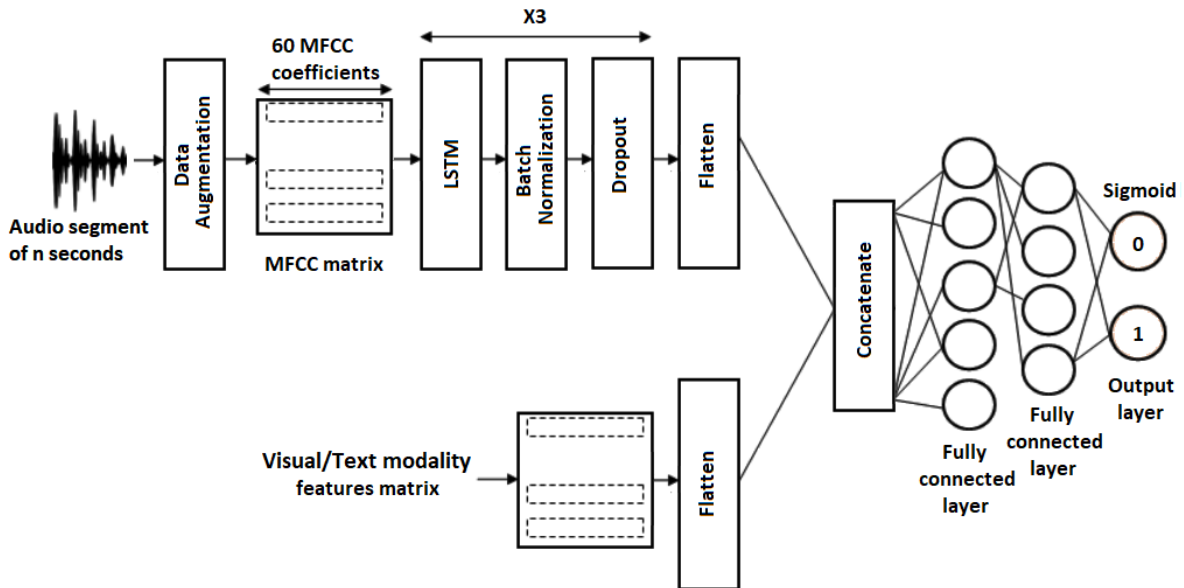 X3
60 MFCC
coefficients
Data
Augmentation
LSTM
Batch
Normalization
Dropout
Flatten
Audio segment
of n seconds
MFCC matrix
Concatenate
Sigmoid
0
1
Output
layer
Fully
connected
layer
Fully
connected
layer
Visual/Text modality
features matrix
Flatten